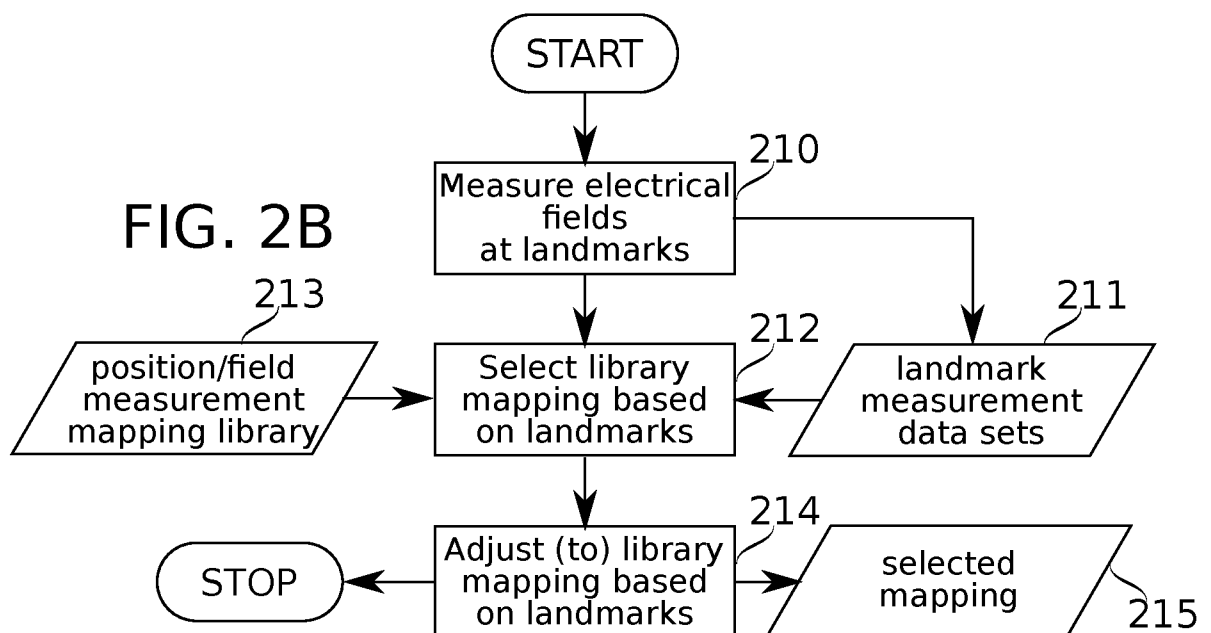 START
210
Measure electrical
fields
at landmarks
FIG. 2B
213
position/field
measurement
mapping library
212
Select library
mapping based
on landmarks
211
landmark
measurement
data sets
214
Adjust (to) library
mapping based
on landmarks
STOP
selected
mapping
215